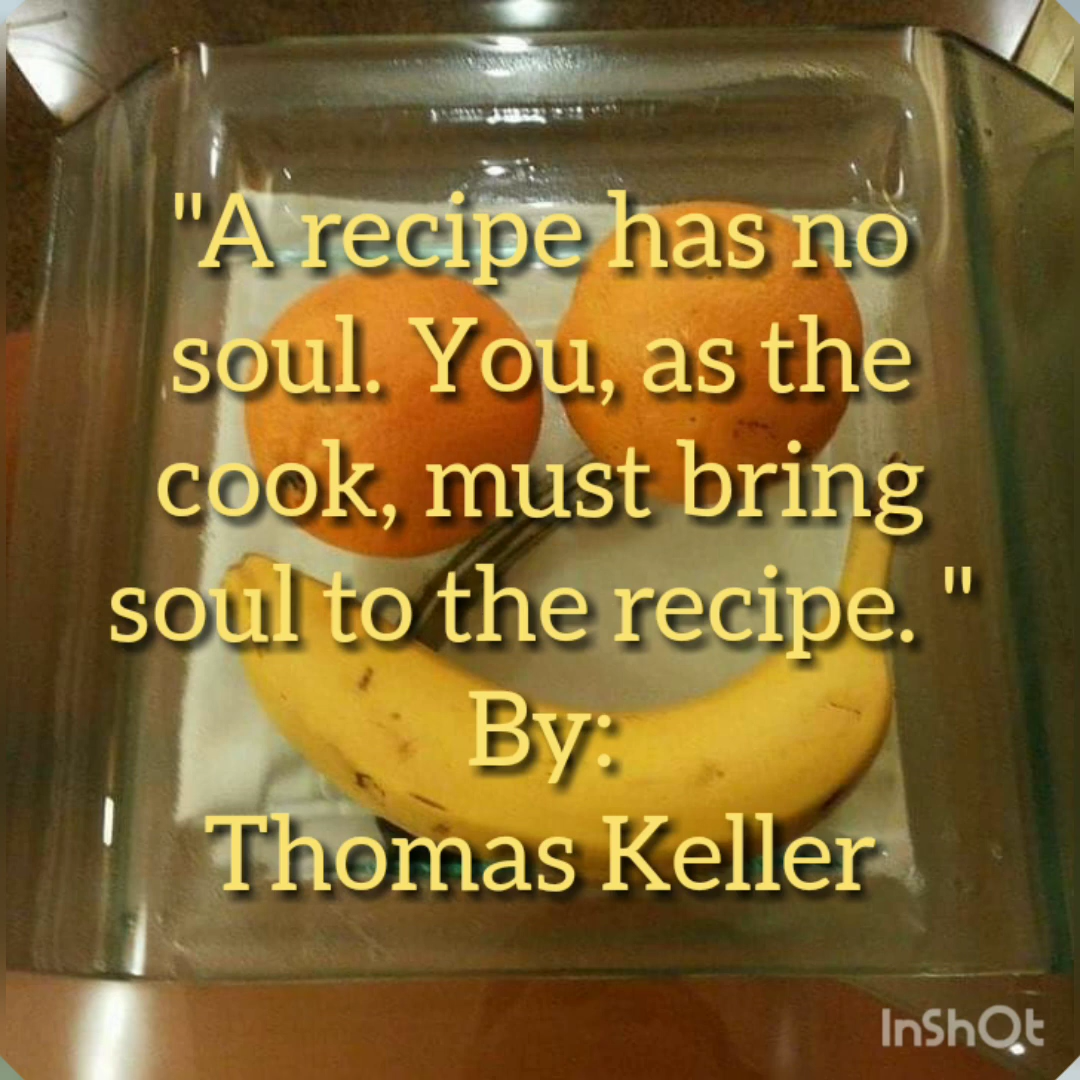 "A recipe has no
soul. You, as the
cook, must bring
soul to the recipe. "
By:
Thomas Keller
InShOt